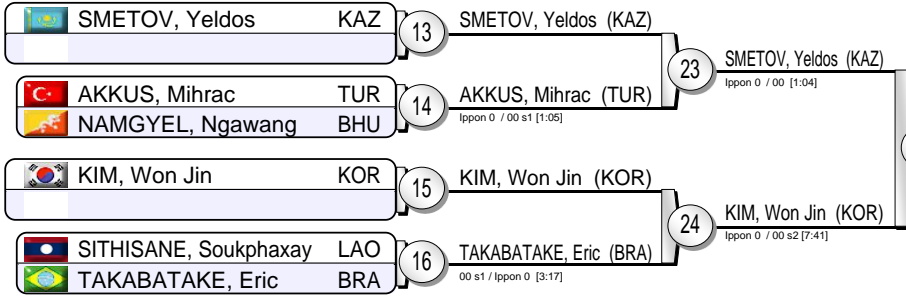 SMETOV, Yeldos KAZ
13
SMETOV, Yeldos (KAZ)
AKKUS, Mihrac TUR
NAMGYEL, Ngawang BHU
14
AKKUS, Mihrac (TUR)
Ippon 0 / 00 s1 [1:05]
23
SMETOV, Yeldos (KAZ)
Ippon 0 / 00 [1:04]
KIM, Won Jin KOR
15
KIM, Won Jin (KOR)
SITHISANE, Soukphaxay LAO
TAKABATAKE, Eric BRA
16
TAKABATAKE, Eric (BRA)
00 s1 / Ippon 0 [3:17]
24
KIM, Won Jin (KOR)
Ippon 0 / 00 s2 [7:41]